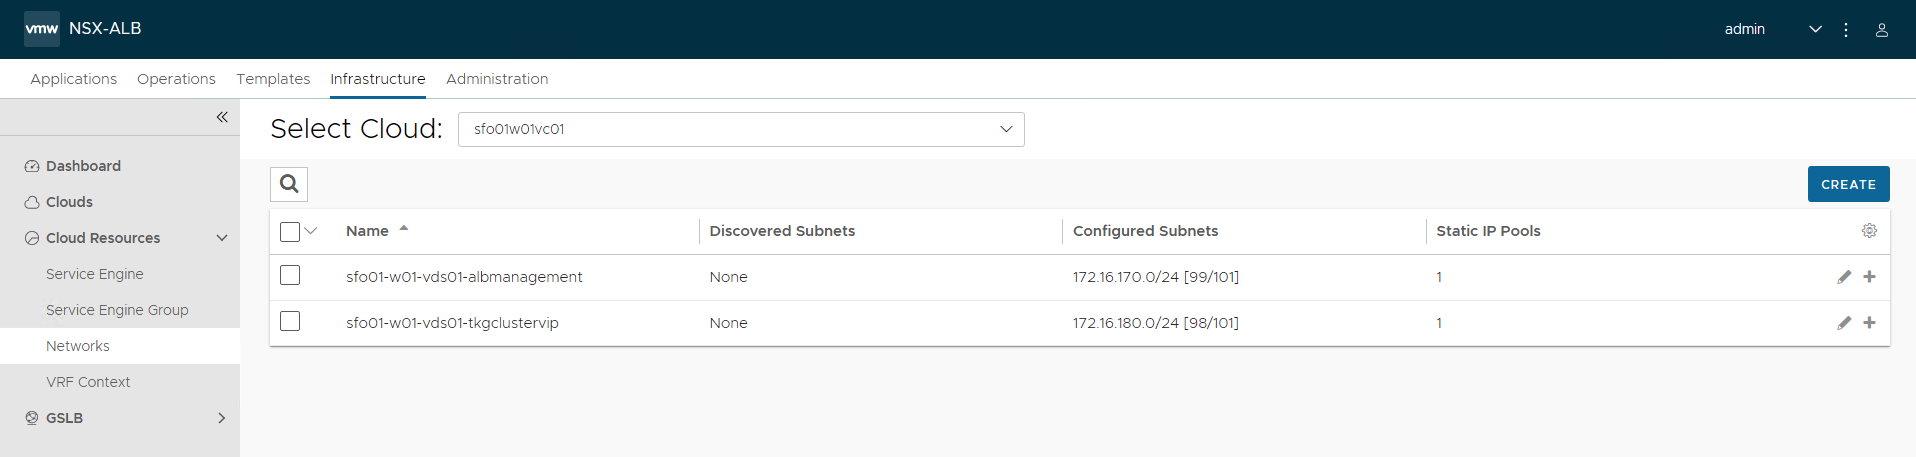 vmw NSX-ALB admin
Applications Operations Templates Infrastructure Administration
Select Cloud: sfo01w01vc01
Dashboard
Clouds
Cloud Resources
Service Engine
Service Engine Group
Networks
VRF Context
GSLB
CREATE
Name Discovered Subnets Configured Subnets Static IP Pools
sfo01-w01-vds01-albmanagement None 172.16.170.0/24 [99/101] 1
sfo01-w01-vds01-tkgclustervip None 172.16.180.0/24 [98/101] 1